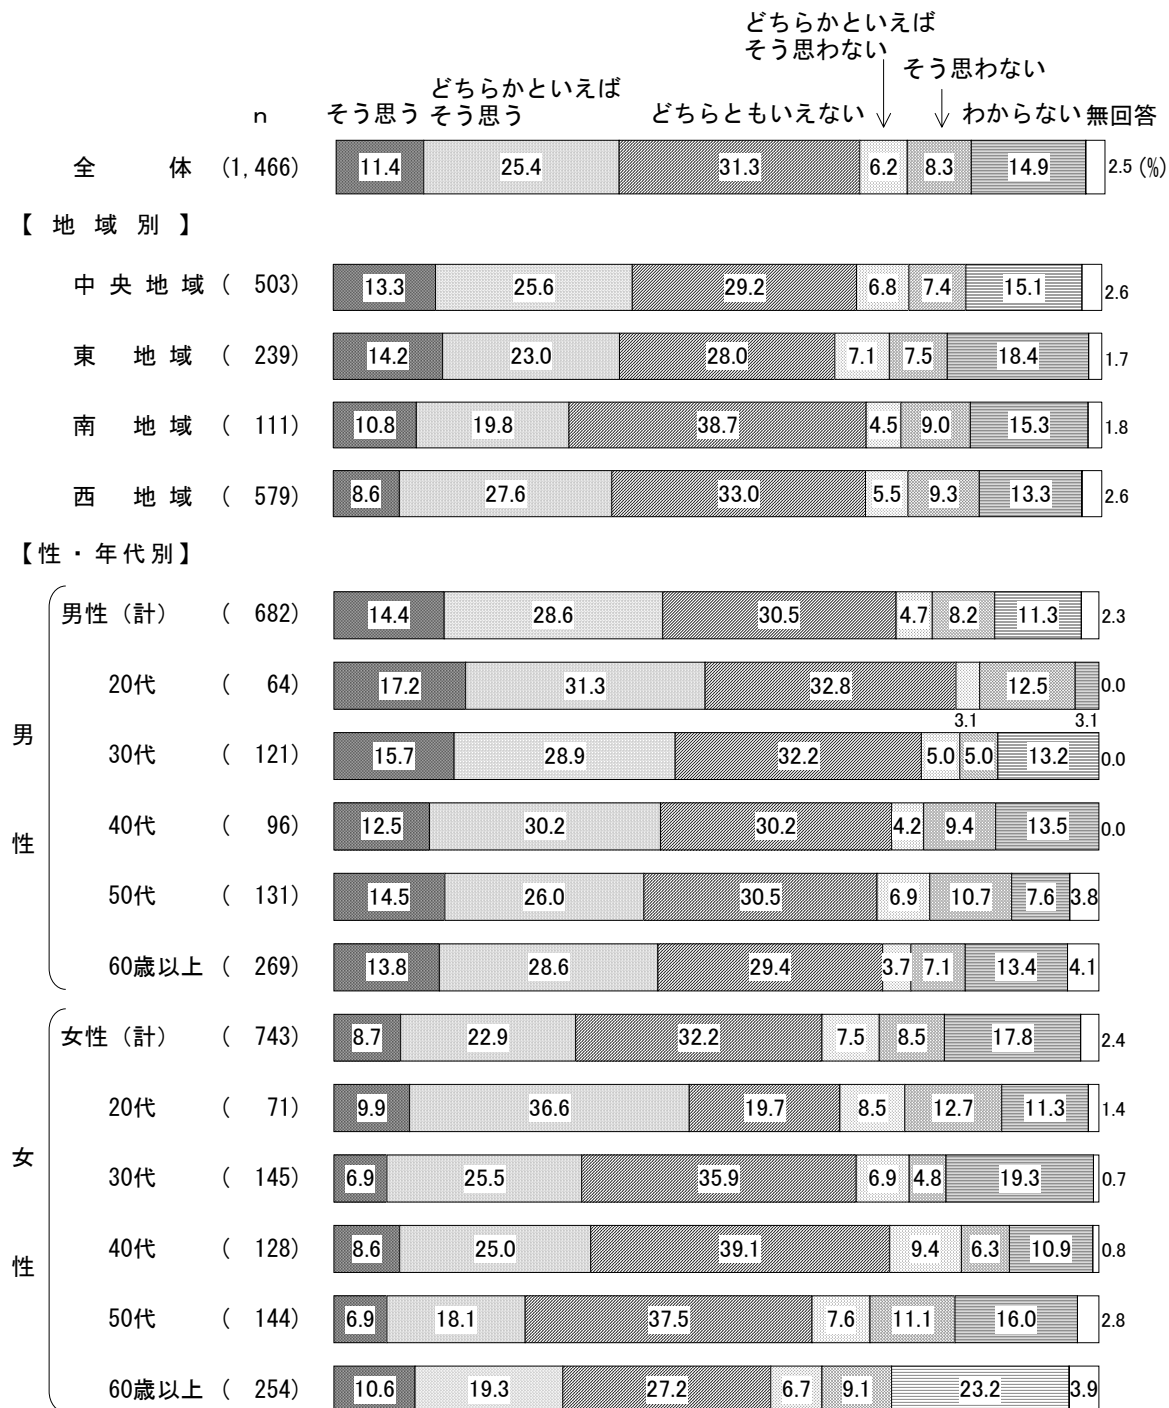 どちらかといえば
そう思わない
そう思わない
どちらかといえば
そう思う
n そう思う どちらともいえない わからない 無回答
全体 (1,466) 11.4 25.4 31.3 6.2 8.3 14.9 2.5 (%)
【地域別】
中央地域 ( 503) 13.3 25.6 29.2 6.8 7.4 15.1 2.6
東地域 ( 239) 14.2 23.0 28.0 7.1 7.5 18.4 1.7
南地域 ( 111) 10.8 19.8 38.7 4.5 9.0 15.3 1.8
西地域 ( 579) 8.6 27.6 33.0 5.5 9.3 13.3 2.6
【性・年代別】
男性
男性（計） ( 682) 14.4 28.6 30.5 4.7 8.2 11.3 2.3
20代 ( 64) 17.2 31.3 32.8 3.1 12.5 3.1 0.0
30代 ( 121) 15.7 28.9 32.2 5.0 5.0 13.2 0.0
40代 ( 96) 12.5 30.2 30.2 4.2 9.4 13.5 0.0
50代 ( 131) 14.5 26.0 30.5 6.9 10.7 7.6 3.8
60歳以上 ( 269) 13.8 28.6 29.4 3.7 7.1 13.4 4.1
女性
女性（計） ( 743) 8.7 22.9 32.2 7.5 8.5 17.8 2.4
20代 ( 71) 9.9 36.6 19.7 8.5 12.7 11.3 1.4
30代 ( 145) 6.9 25.5 35.9 6.9 4.8 19.3 0.7
40代 ( 128) 8.6 25.0 39.1 9.4 6.3 10.9 0.8
50代 ( 144) 6.9 18.1 37.5 7.6 11.1 16.0 2.8
60歳以上 ( 254) 10.6 19.3 27.2 6.7 9.1 23.2 3.9